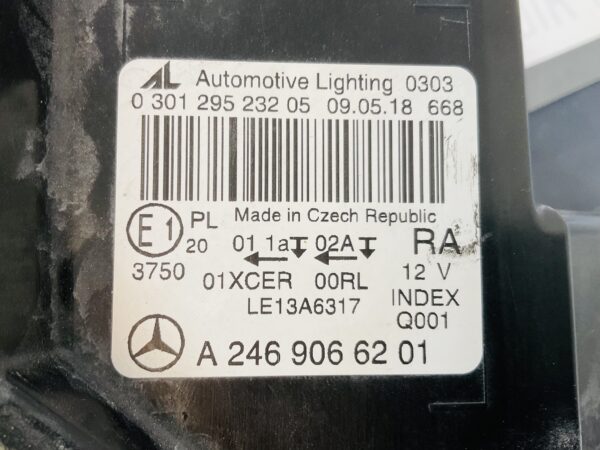 AL Automotive Lighting 0303
0 301 295 232 05 09.05.18 668
Made in Czech Republic
E1 PL 20 01 1a 02A RA
3750 01XCER 00RL 12 V
LE13A6317 INDEX
Q001
A 246 906 62 01